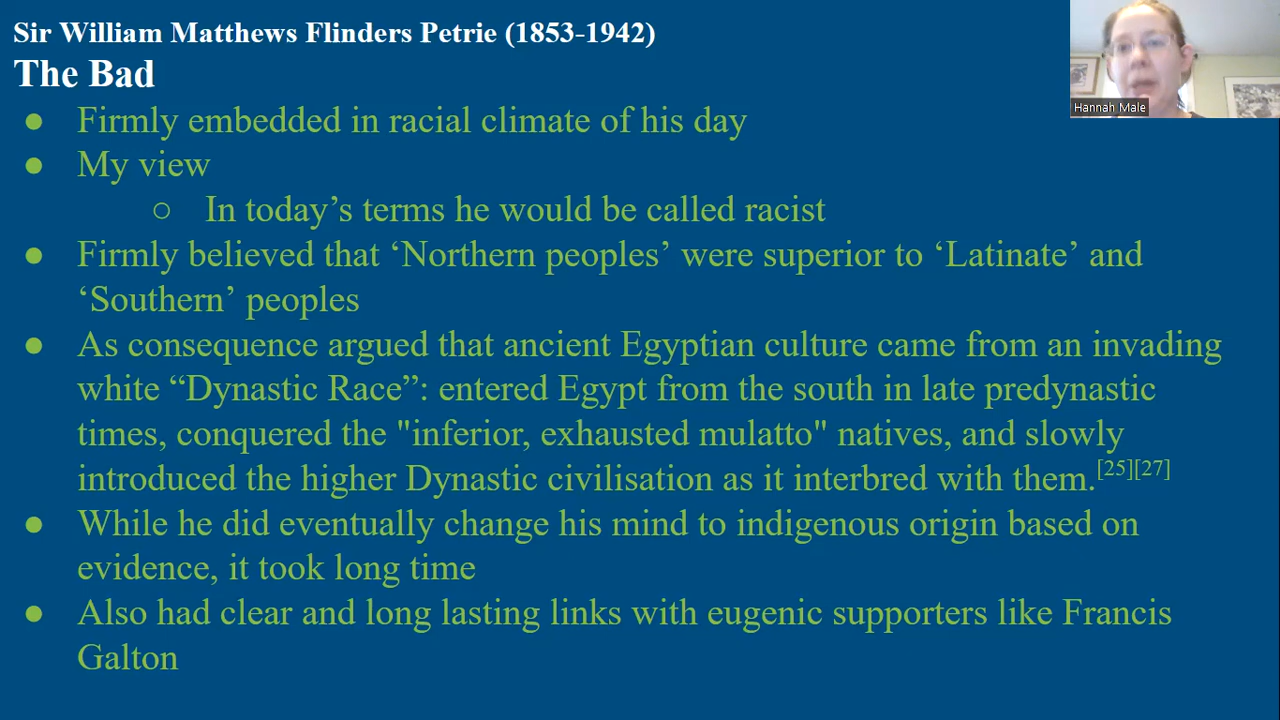 Sir William Matthews Flinders Petrie (1853-1942)
The Bad
● Firmly embedded in racial climate of his day
● My view
○ In today’s terms he would be called racist
● Firmly believed that ‘Northern peoples’ were superior to ‘Latinate’ and
‘Southern’ peoples
● As consequence argued that ancient Egyptian culture came from an invading
white “Dynastic Race”: entered Egypt from the south in late predynastic
times, conquered the "inferior, exhausted mulatto" natives, and slowly
introduced the higher Dynastic civilisation as it interbred with them.[25][27]
● While he did eventually change his mind to indigenous origin based on
evidence, it took long time
● Also had clear and long lasting links with eugenic supporters like Francis
Galton
Hannah Male